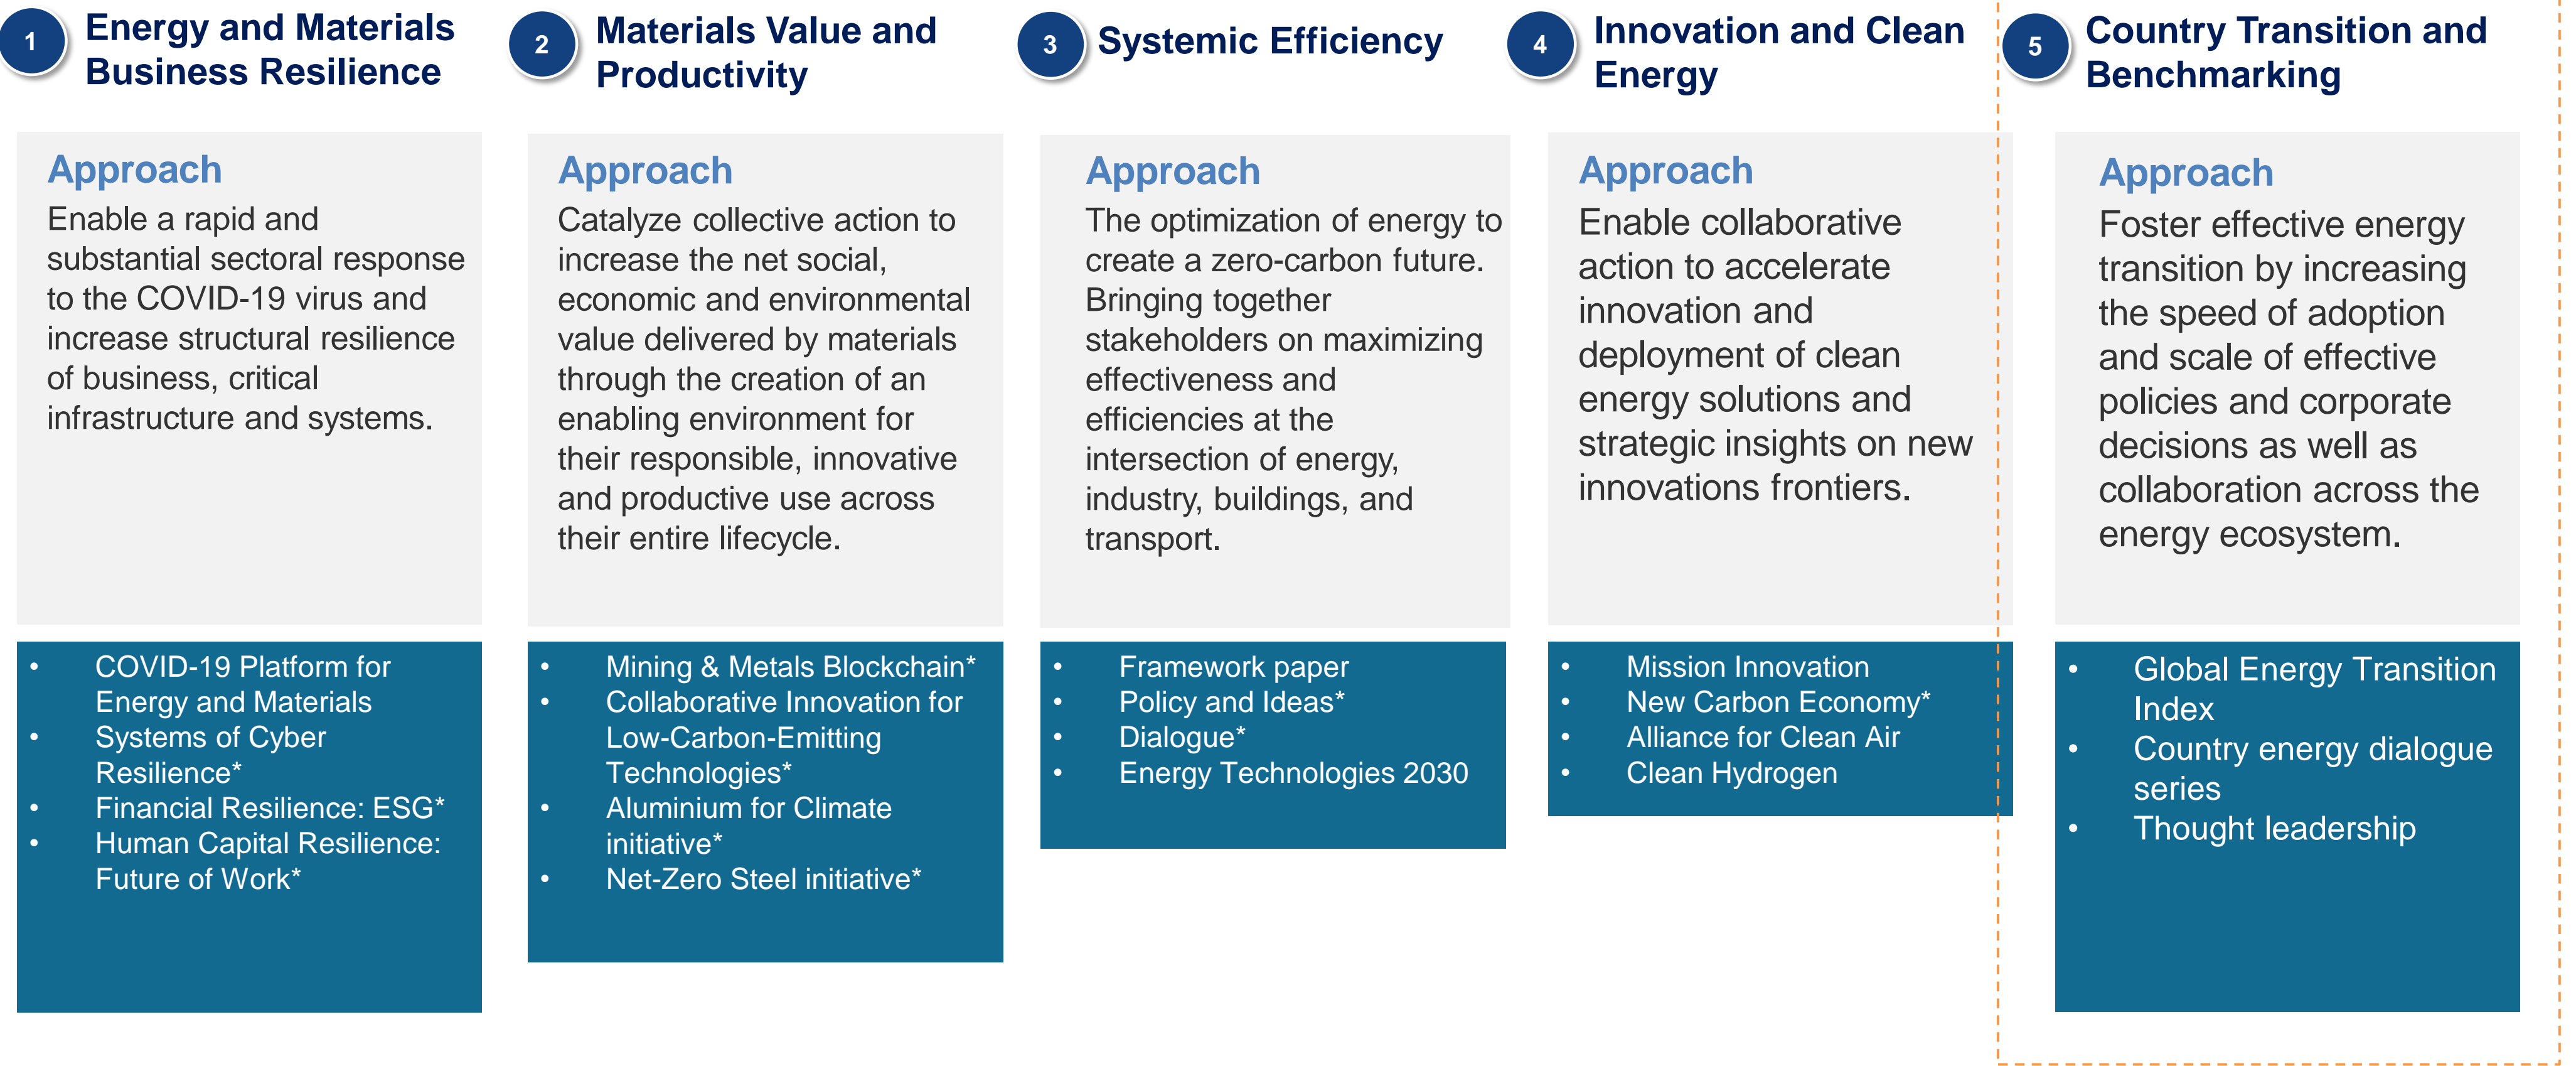 1
Energy and Materials
Business Resilience
Approach
Enable a rapid and
substantial sectoral response
to the COVID-19 virus and
increase structural resilience
of business, critical
infrastructure and systems.
• COVID-19 Platform for
Energy and Materials
• Systems of Cyber
Resilience*
• Financial Resilience: ESG*
• Human Capital Resilience:
Future of Work*
2
Materials Value and
Productivity
Approach
Catalyze collective action to
increase the net social,
economic and environmental
value delivered by materials
through the creation of an
enabling environment for
their responsible, innovative
and productive use across
their entire lifecycle.
• Mining & Metals Blockchain*
• Collaborative Innovation for
Low-Carbon-Emitting
Technologies*
• Aluminium for Climate
initiative*
• Net-Zero Steel initiative*
3
Systemic Efficiency
Approach
The optimization of energy to
create a zero-carbon future.
Bringing together
stakeholders on maximizing
effectiveness and
efficiencies at the
intersection of energy,
industry, buildings, and
transport.
• Framework paper
• Policy and Ideas*
• Dialogue*
• Energy Technologies 2030
4
Innovation and Clean
Energy
Approach
Enable collaborative
action to accelerate
innovation and
deployment of clean
energy solutions and
strategic insights on new
innovations frontiers.
• Mission Innovation
• New Carbon Economy*
• Alliance for Clean Air
• Clean Hydrogen
5
Country Transition and
Benchmarking
Approach
Foster effective energy
transition by increasing
the speed of adoption
and scale of effective
policies and corporate
decisions as well as
collaboration across the
energy ecosystem.
• Global Energy Transition
Index
• Country energy dialogue
series
• Thought leadership